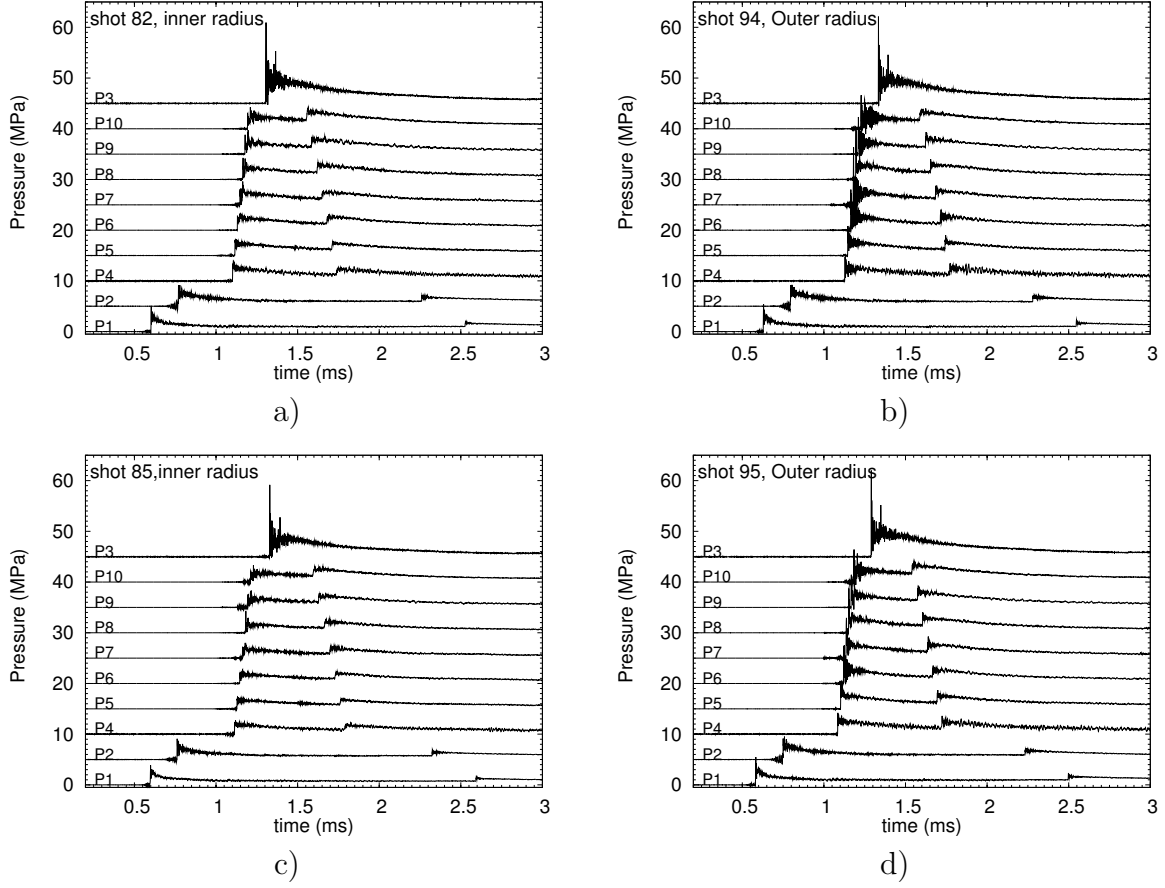 shot 82, inner radius
Pressure (MPa)
60
50
40
30
20
10
0
P3
P10
P9
P8
P7
P6
P5
P4
P2
P1
0.5 1 1.5 2 2.5 3
time (ms)
a)
shot 94, Outer radius
Pressure (MPa)
60
50
40
30
20
10
0
P3
P10
P9
P8
P7
P6
P5
P4
P2
P1
0.5 1 1.5 2 2.5 3
time (ms)
b)
shot 85,inner radius
Pressure (MPa)
60
50
40
30
20
10
0
P3
P10
P9
P8
P7
P6
P5
P4
P2
P1
0.5 1 1.5 2 2.5 3
time (ms)
c)
shot 95, Outer radius
Pressure (MPa)
60
50
40
30
20
10
0
P3
P10
P9
P8
P7
P6
P5
P4
P2
P1
0.5 1 1.5 2 2.5 3
time (ms)
d)